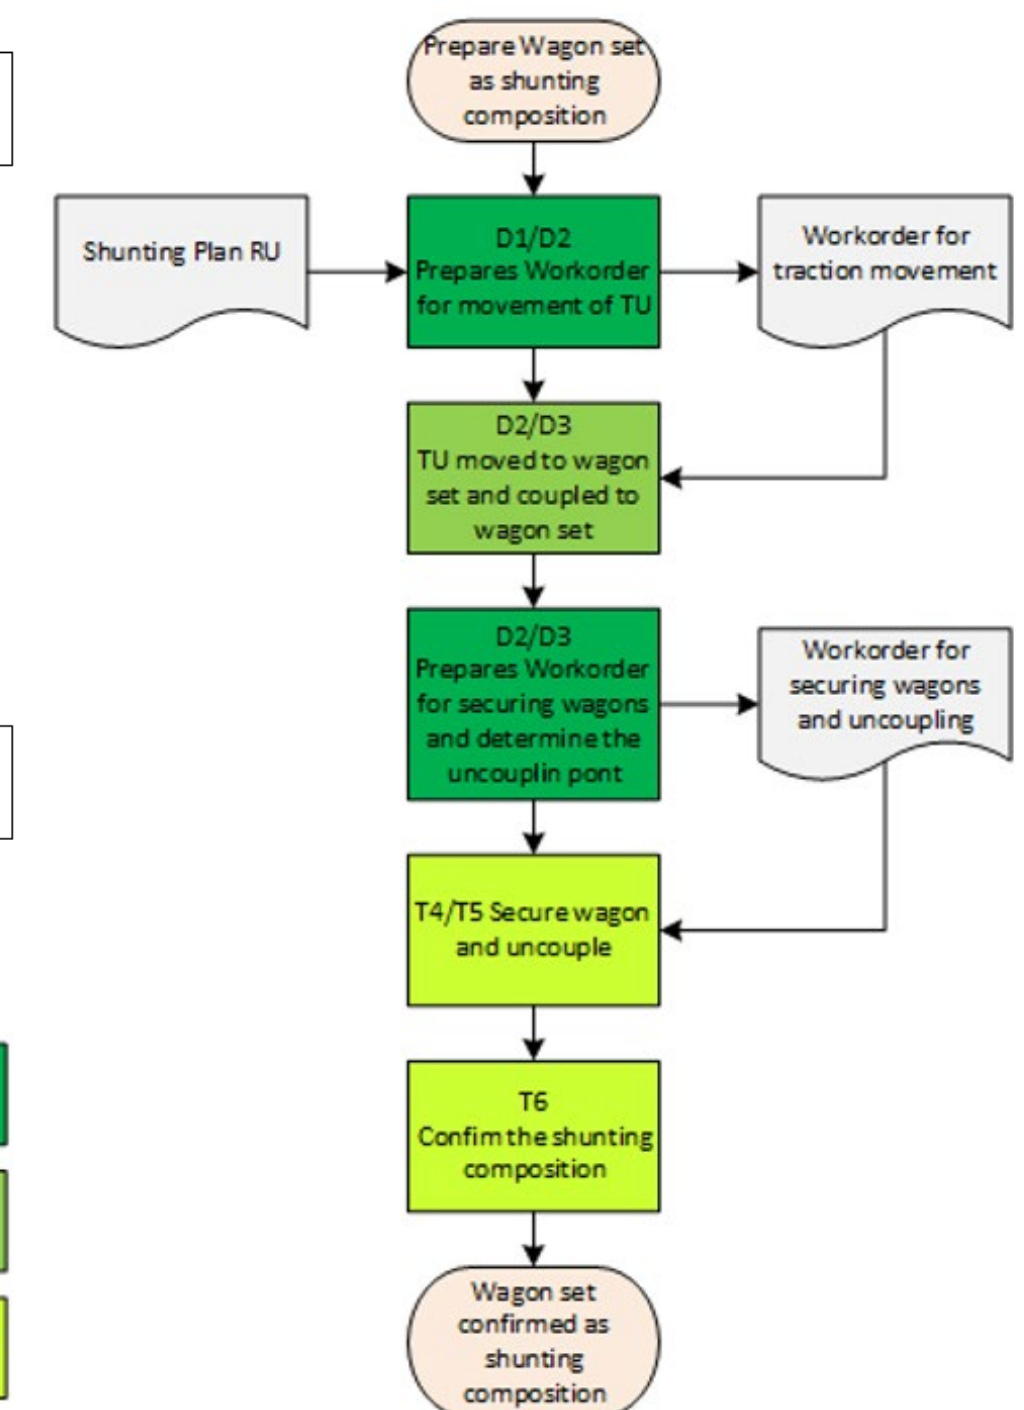 Prepare Wagon set
as shunting
composition
Shunting Plan RU
D1/D2
Prepares Workorder
for movement of TU
Workorder for
traction movement
D2/D3
TU moved to wagon
set and coupled to
wagon set
D2/D3
Prepares Workorder
for securing wagons
and determine the
uncouplin pont
Workorder for
securing wagons
and uncoupling
T4/T5 Secure wagon
and uncouple
T6
Confim the shunting
composition
Wagon set
confirmed as
shunting
composition